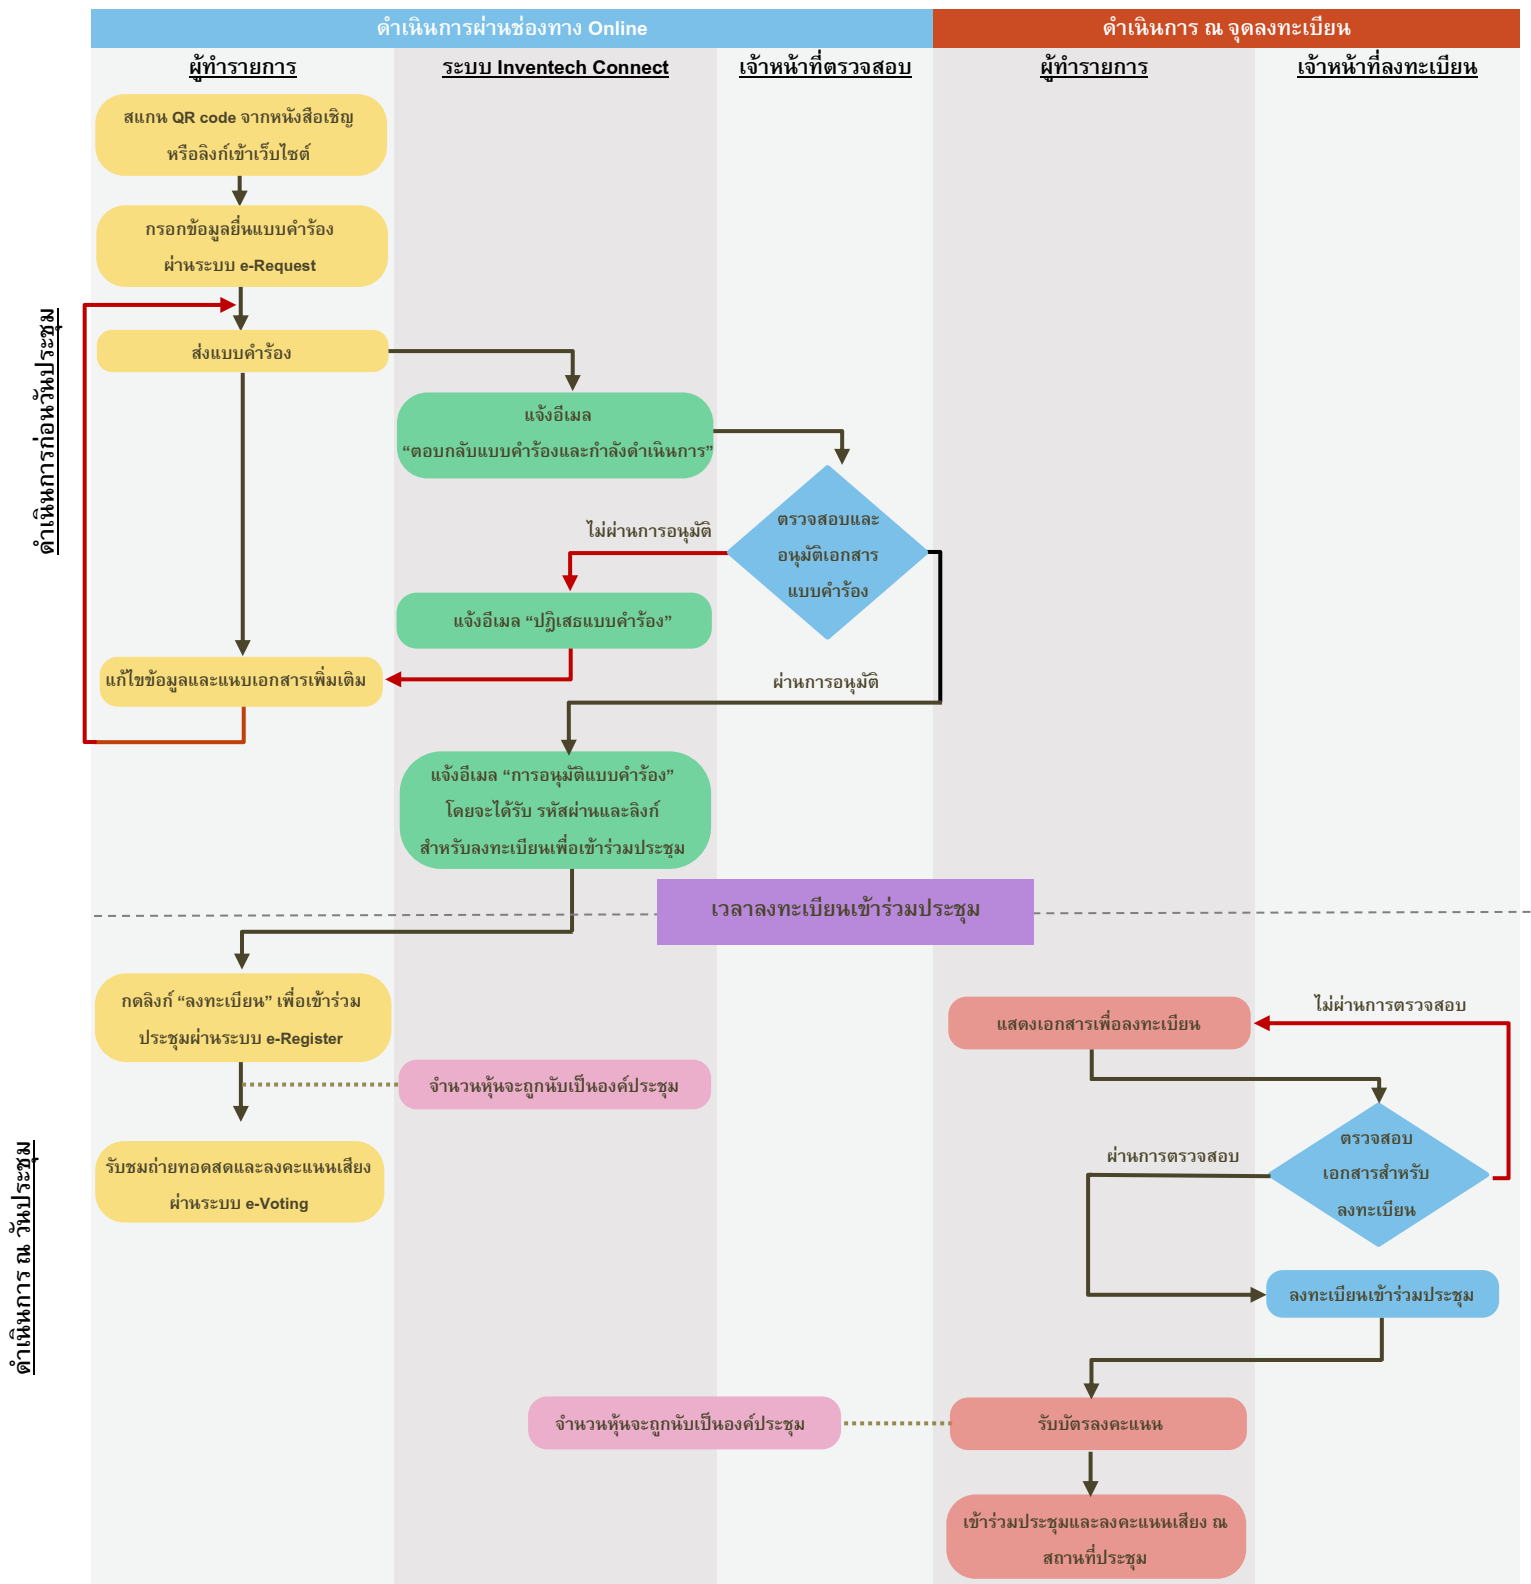 ดำเนินการผ่านช่องทาง Online
ดำเนินการ ณ จุดลงทะเบียน
ผู้ทำรายการ
ระบบ Inventech Connect
เจ้าหน้าที่ตรวจสอบ
ผู้ทำรายการ
เจ้าหน้าที่ลงทะเบียน
ดำเนินการก่อนวันประชุม
สแกน QR code จากหนังสือเชิญ
หรือลิงก์เข้าเว็บไซต์
กรอกข้อมูลยื่นแบบคำร้อง
ผ่านระบบ e-Request
ส่งแบบคำร้อง
แจ้งอีเมล
“ตอบกลับแบบคำร้องและกำลังดำเนินการ”
ตรวจสอบและ
อนุมัติเอกสาร
แบบคำร้อง
ไม่ผ่านการอนุมัติ
แจ้งอีเมล “ปฎิเสธแบบคำร้อง”
แก้ไขข้อมูลและแนบเอกสารเพิ่มเติม
ผ่านการอนุมัติ
แจ้งอีเมล “การอนุมัติแบบคำร้อง”
โดยจะได้รับ รหัสผ่านและลิงก์
สำหรับลงทะเบียนเพื่อเข้าร่วมประชุม
เวลาลงทะเบียนเข้าร่วมประชุม
ดำเนินการ ณ วันประชุม
กดลิงก์ “ลงทะเบียน” เพื่อเข้าร่วม
ประชุมผ่านระบบ e-Register
จำนวนหุ้นจะถูกนับเป็นองค์ประชุม
รับชมถ่ายทอดสดและลงคะแนนเสียง
ผ่านระบบ e-Voting
แสดงเอกสารเพื่อลงทะเบียน
ไม่ผ่านการตรวจสอบ
ตรวจสอบ
เอกสารสำหรับ
ลงทะเบียน
ผ่านการตรวจสอบ
ลงทะเบียนเข้าร่วมประชุม
จำนวนหุ้นจะถูกนับเป็นองค์ประชุม
รับบัตรลงคะแนน
เข้าร่วมประชุมและลงคะแนนเสียง ณ
สถานที่ประชุม